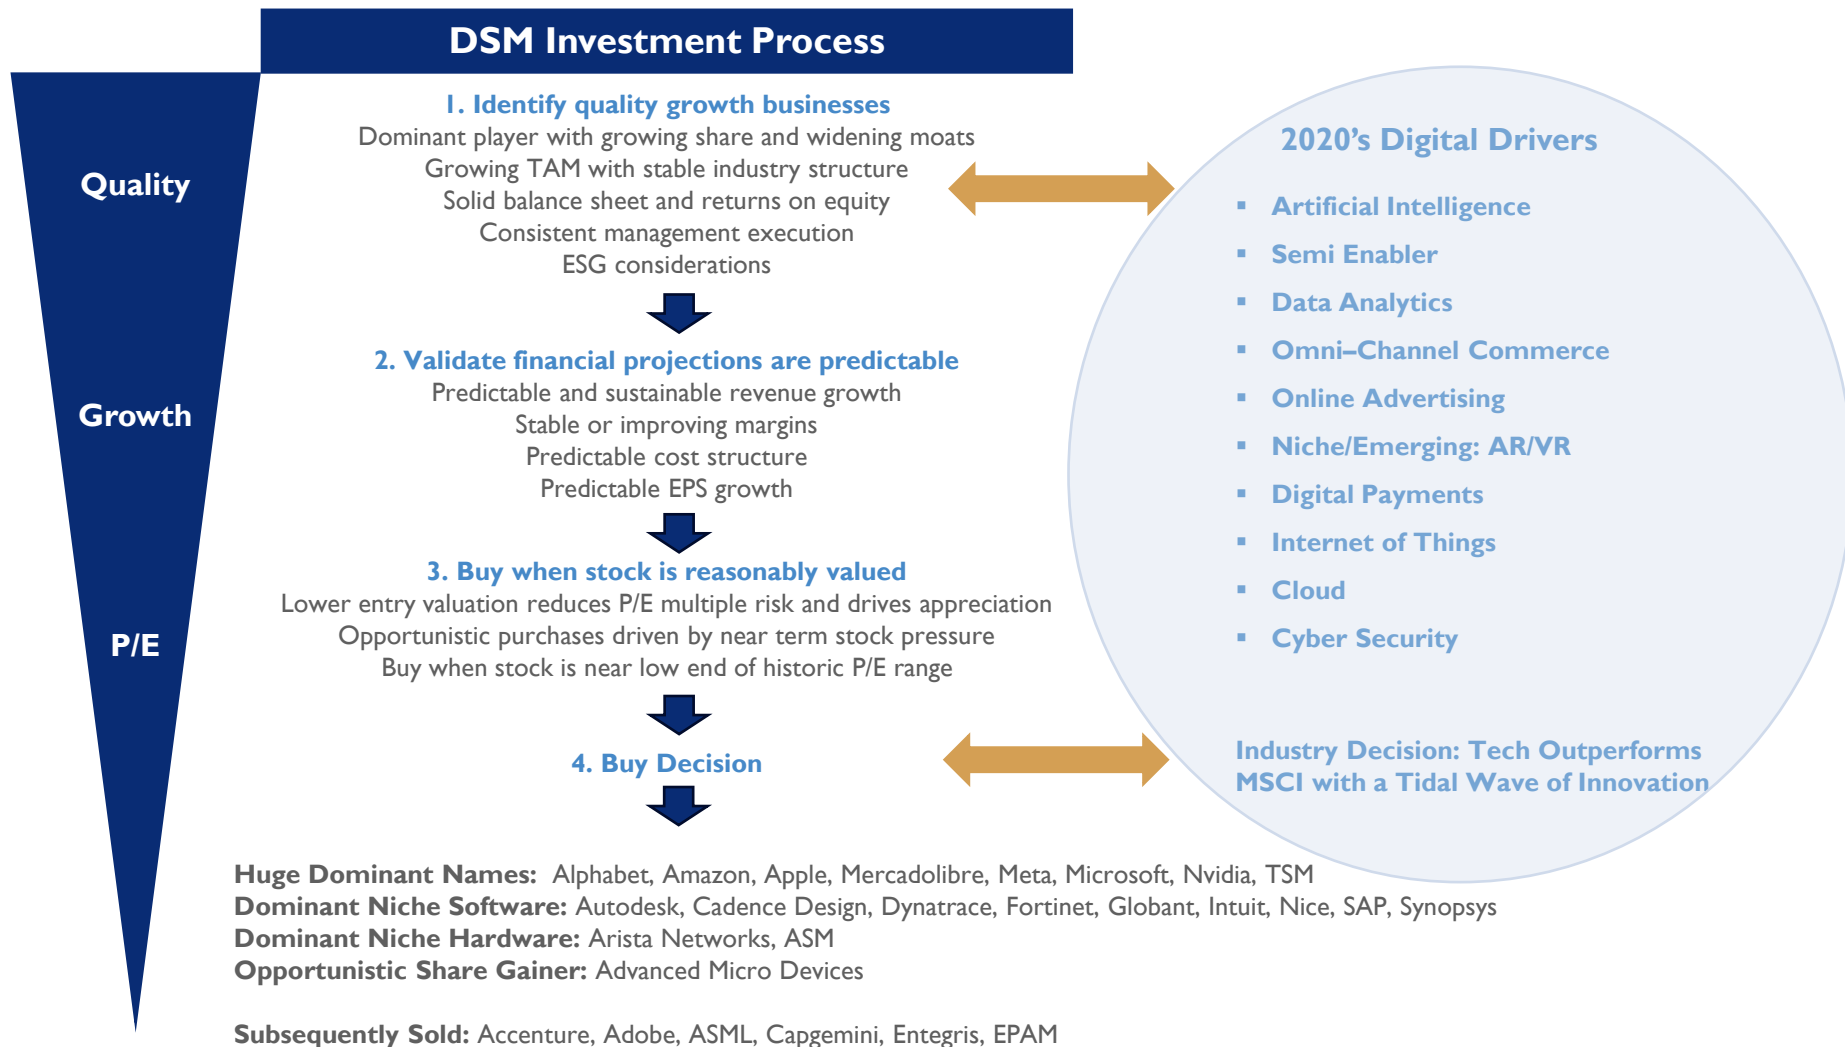 DSM Investment Process
Quality
Growth
P/E
1. Identify quality growth businesses
Dominant player with growing share and widening moats
Growing TAM with stable industry structure
Solid balance sheet and returns on equity
Consistent management execution
ESG considerations
2. Validate financial projections are predictable
Predictable and sustainable revenue growth
Stable or improving margins
Predictable cost structure
Predictable EPS growth
3. Buy when stock is reasonably valued
Lower entry valuation reduces P/E multiple risk and drives appreciation
Opportunistic purchases driven by near term stock pressure
Buy when stock is near low end of historic P/E range
4. Buy Decision
2020’s Digital Drivers
▪ Artificial Intelligence
▪ Semi Enabler
▪ Data Analytics
▪ Omni–Channel Commerce
▪ Online Advertising
▪ Niche/Emerging: AR/VR
▪ Digital Payments
▪ Internet of Things
▪ Cloud
▪ Cyber Security
Industry Decision: Tech Outperforms
MSCI with a Tidal Wave of Innovation
Huge Dominant Names: Alphabet, Amazon, Apple, Mercadolibre, Meta, Microsoft, Nvidia, TSM
Dominant Niche Software: Autodesk, Cadence Design, Dynatrace, Fortinet, Globant, Intuit, Nice, SAP, Synopsys
Dominant Niche Hardware: Arista Networks, ASM
Opportunistic Share Gainer: Advanced Micro Devices
Subsequently Sold: Accenture, Adobe, ASML, Capgemini, Entegris, EPAM